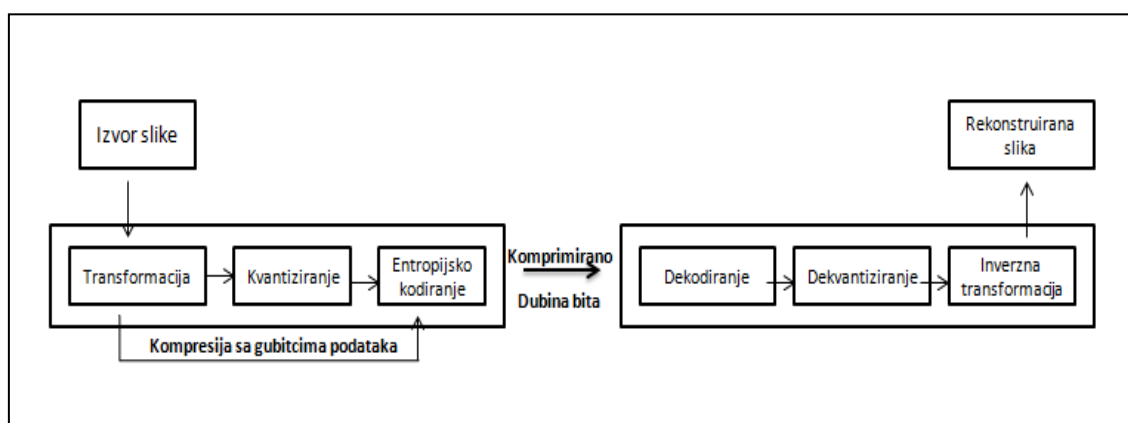 Izvor slike
Rekonstruirana
slika
Transformacija
Kvantiziranje
Entropijsko
kodiranje
Komprimirano
Dubina bita
Dekodiranje
Dekvantiziranje
Inverzna
transformacija
Kompresija sa gubitcima podataka